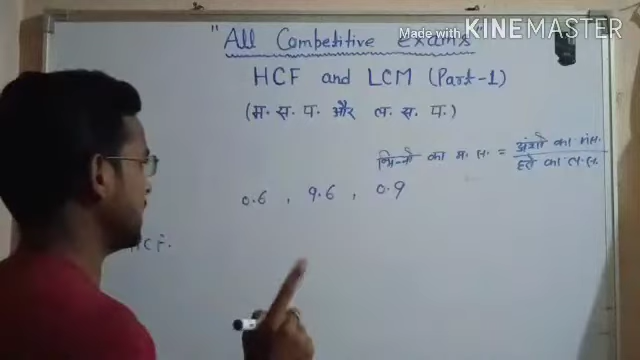 Made with KINEMASTER
"All Combetitive exams
HCF and LCM (Part-1)
(म. स. प. और ल. स. प.)
भिन्नो का म. स. = अंशो का
का ल. स.
0.6 , 9.6 , 0.9
HCF.